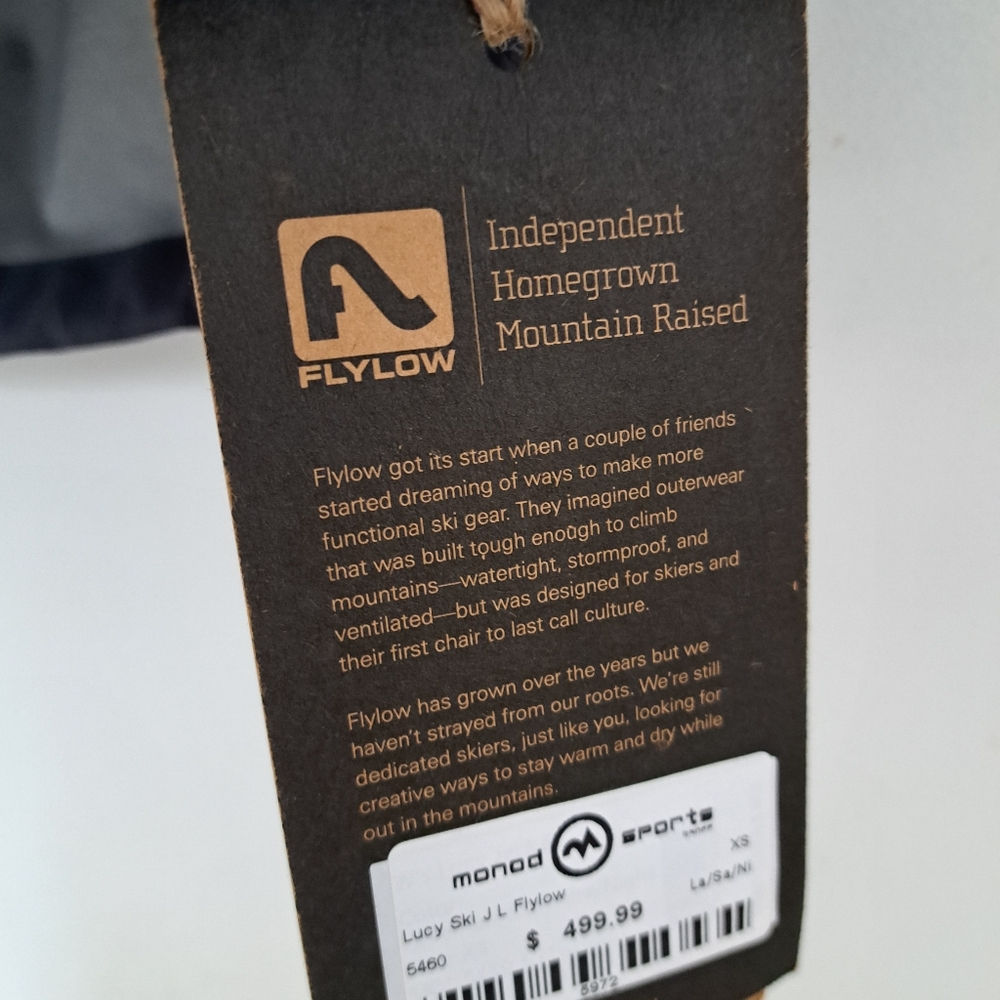 FLYLOW
Independent
Homegrown
Mountain Raised
Flylow got its start when a couple of friends
started dreaming of ways to make more
functional ski gear. They imagined outerwear
that was built tough enough to climb
mountains—watertight, stormproof, and
ventilated—but was designed for skiers and
their first chair to last call culture.
Flylow has grown over the years but we
haven't strayed from our roots. We're still
dedicated skiers, just like you, looking for
creative ways to stay warm and dry while
out in the mountains.
monod sports
XS
La/Sa/Ni
Lucy Ski J L Flylow
$ 499.99
5460
5972